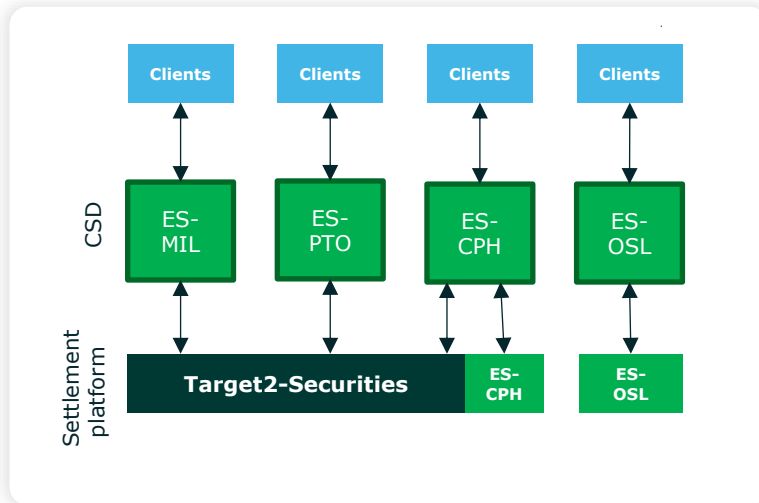 Clients
Clients
Clients
Clients
CSD
ES-
MIL
ES-
PTO
ES-
CPH
ES-
OSL
Settlement
platform
Target2-Securities
ES-
CPH
ES-
OSL